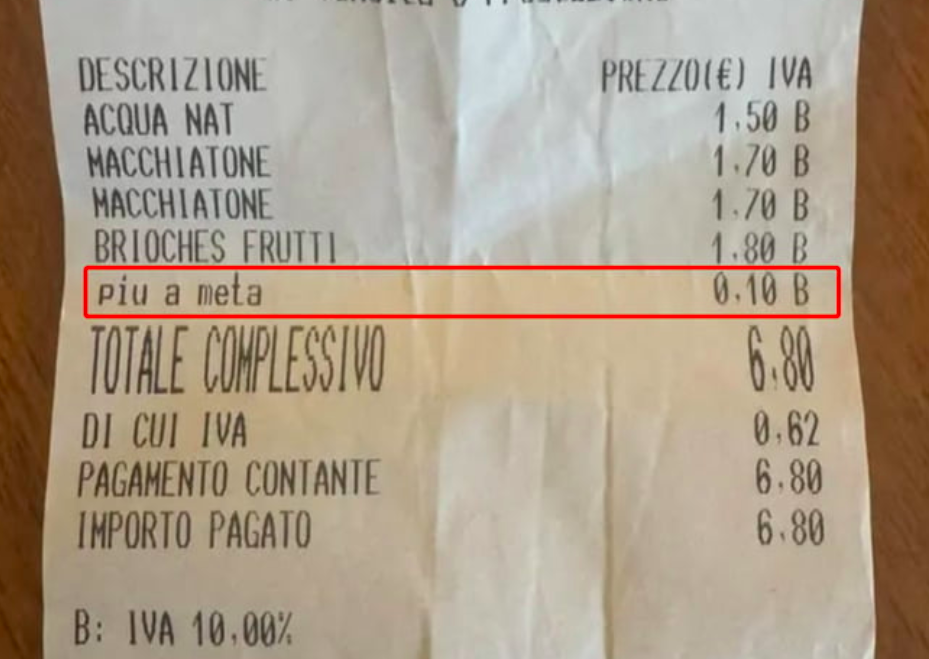 DESCRIZIONE PREZZO(€) IVA
ACQUA NAT 1.50 B
MACCHIATONE 1.70 B
MACCHIATONE 1.70 B
BRIOCHES FRUTTI 1.80 B
piu a meta 0.10 B
TOTALE COMPLESSIVO 6.80
DI CUI IVA 0.62
PAGAMENTO CONTANTE 6.80
IMPORTO PAGATO 6.80
B: IVA 10.00%